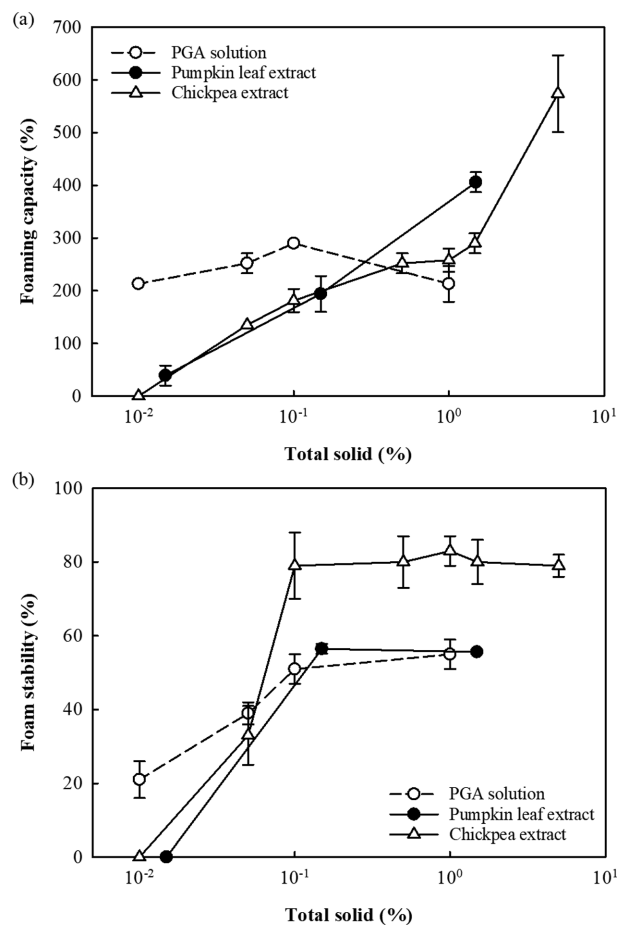 (a)
700
600
500
400
300
200
100
0
Foaming capacity (%)
PGA solution
Pumpkin leaf extract
Chickpea extract
10-2
10-1
100
101
Total solid (%)
(b)
100
80
60
40
20
0
Foam stability (%)
PGA solution
Pumpkin leaf extract
Chickpea extract
10-2
10-1
100
101
Total solid (%)